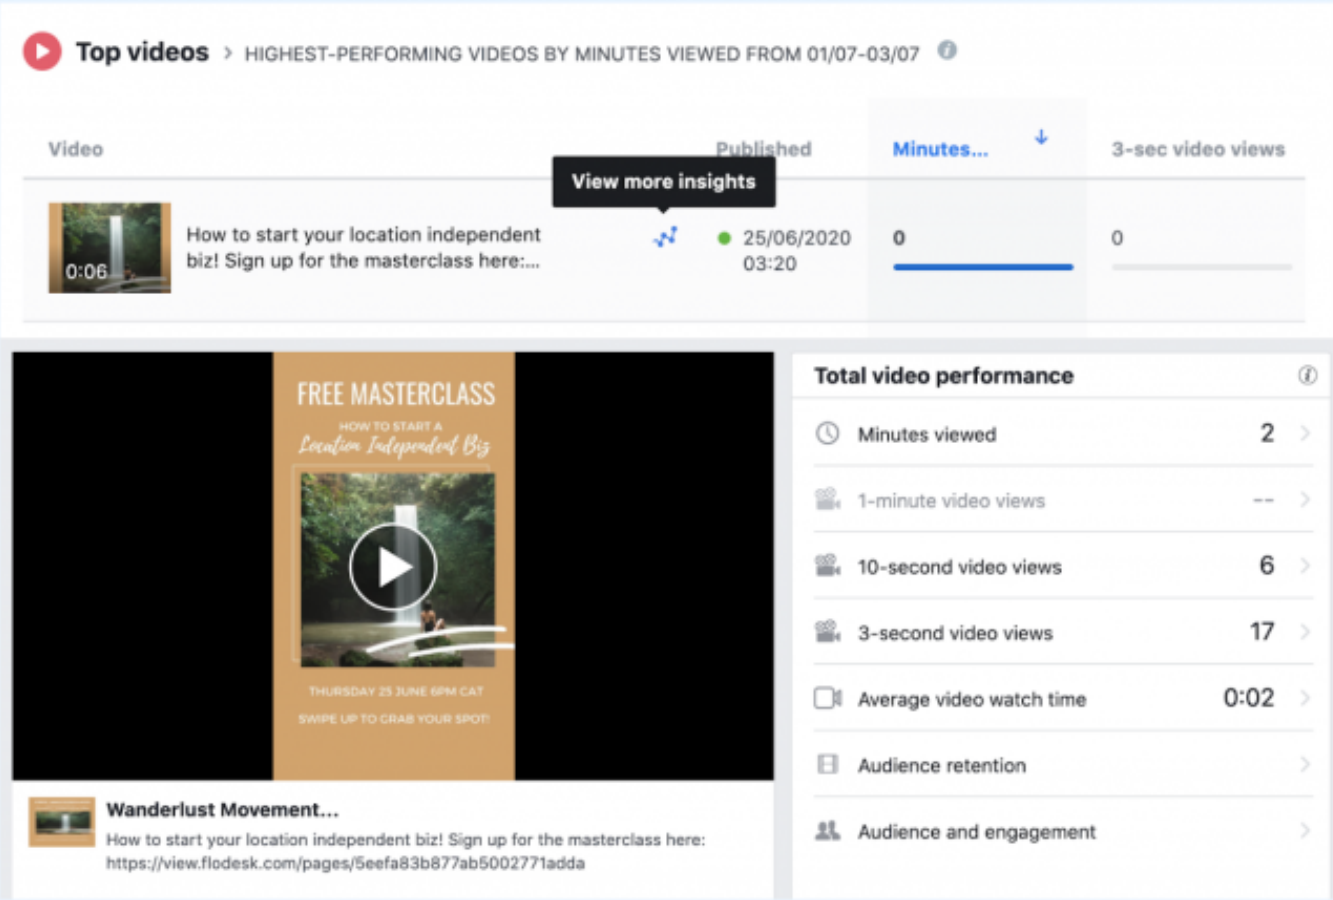 Top videos > HIGHEST-PERFORMING VIDEOS BY MINUTES VIEWED FROM 01/07-03/07
Video
Published
Minutes...
3-sec video views
View more insights
0:06
How to start your location independent
biz! Sign up for the masterclass here:...
25/06/2020
03:20
0
0
FREE MASTERCLASS
HOW TO START A
Location Independent Biz
THURSDAY 25 JUNE 6PM CAT
SWIPE UP TO GRAB YOUR SPOT!
Wanderlust Movement...
How to start your location independent biz! Sign up for the masterclass here:
https://view.flodesk.com/pages/5eefa83b877ab5002771adda
Total video performance
Minutes viewed 2
1-minute video views --
10-second video views 6
3-second video views 17
Average video watch time 0:02
Audience retention
Audience and engagement